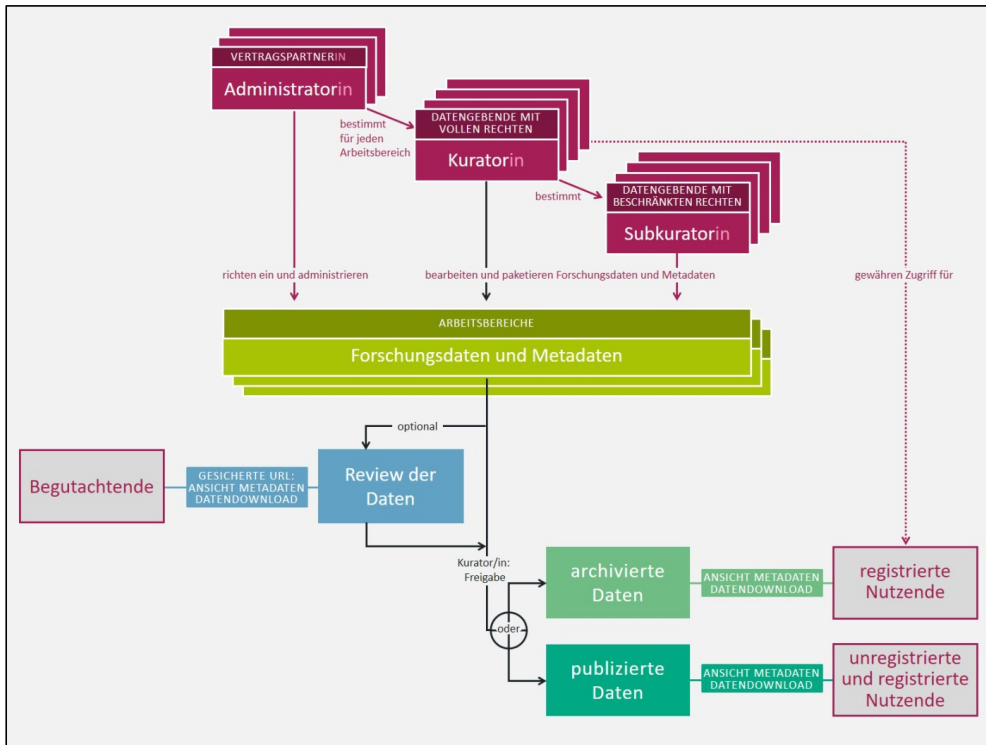 VERTRAGSPARTNERIN
Administratorin
bestimmt
für jeden
Arbeitsbereich
DATENGEBENDE MIT
VOLLEN RECHTEN
Kuratorin
bestimmt
DATENGEBENDE MIT
BESCHRÄNKTEN RECHTEN
Subkuratorin
richten ein und administrieren
bearbeiten und paketieren Forschungsdaten und Metadaten
gewähren Zugriff für
ARBEITSBEREICHE
Forschungsdaten und Metadaten
optional
Begutachtende
GESICHERTE URL:
ANSICHT METADATEN
DATENDOWNLOAD
Review der
Daten
Kurator/in:
Freigabe
oder
archivierte
Daten
ANSICHT METADATEN
DATENDOWNLOAD
registrierte
Nutzende
publizierte
Daten
ANSICHT METADATEN
DATENDOWNLOAD
unregistrierte
und registrierte
Nutzende